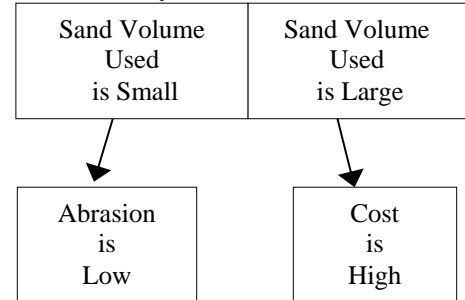 Sand Volume
Used
is Small
Sand Volume
Used
is Large
Abrasion
is
Low
Cost
is
High